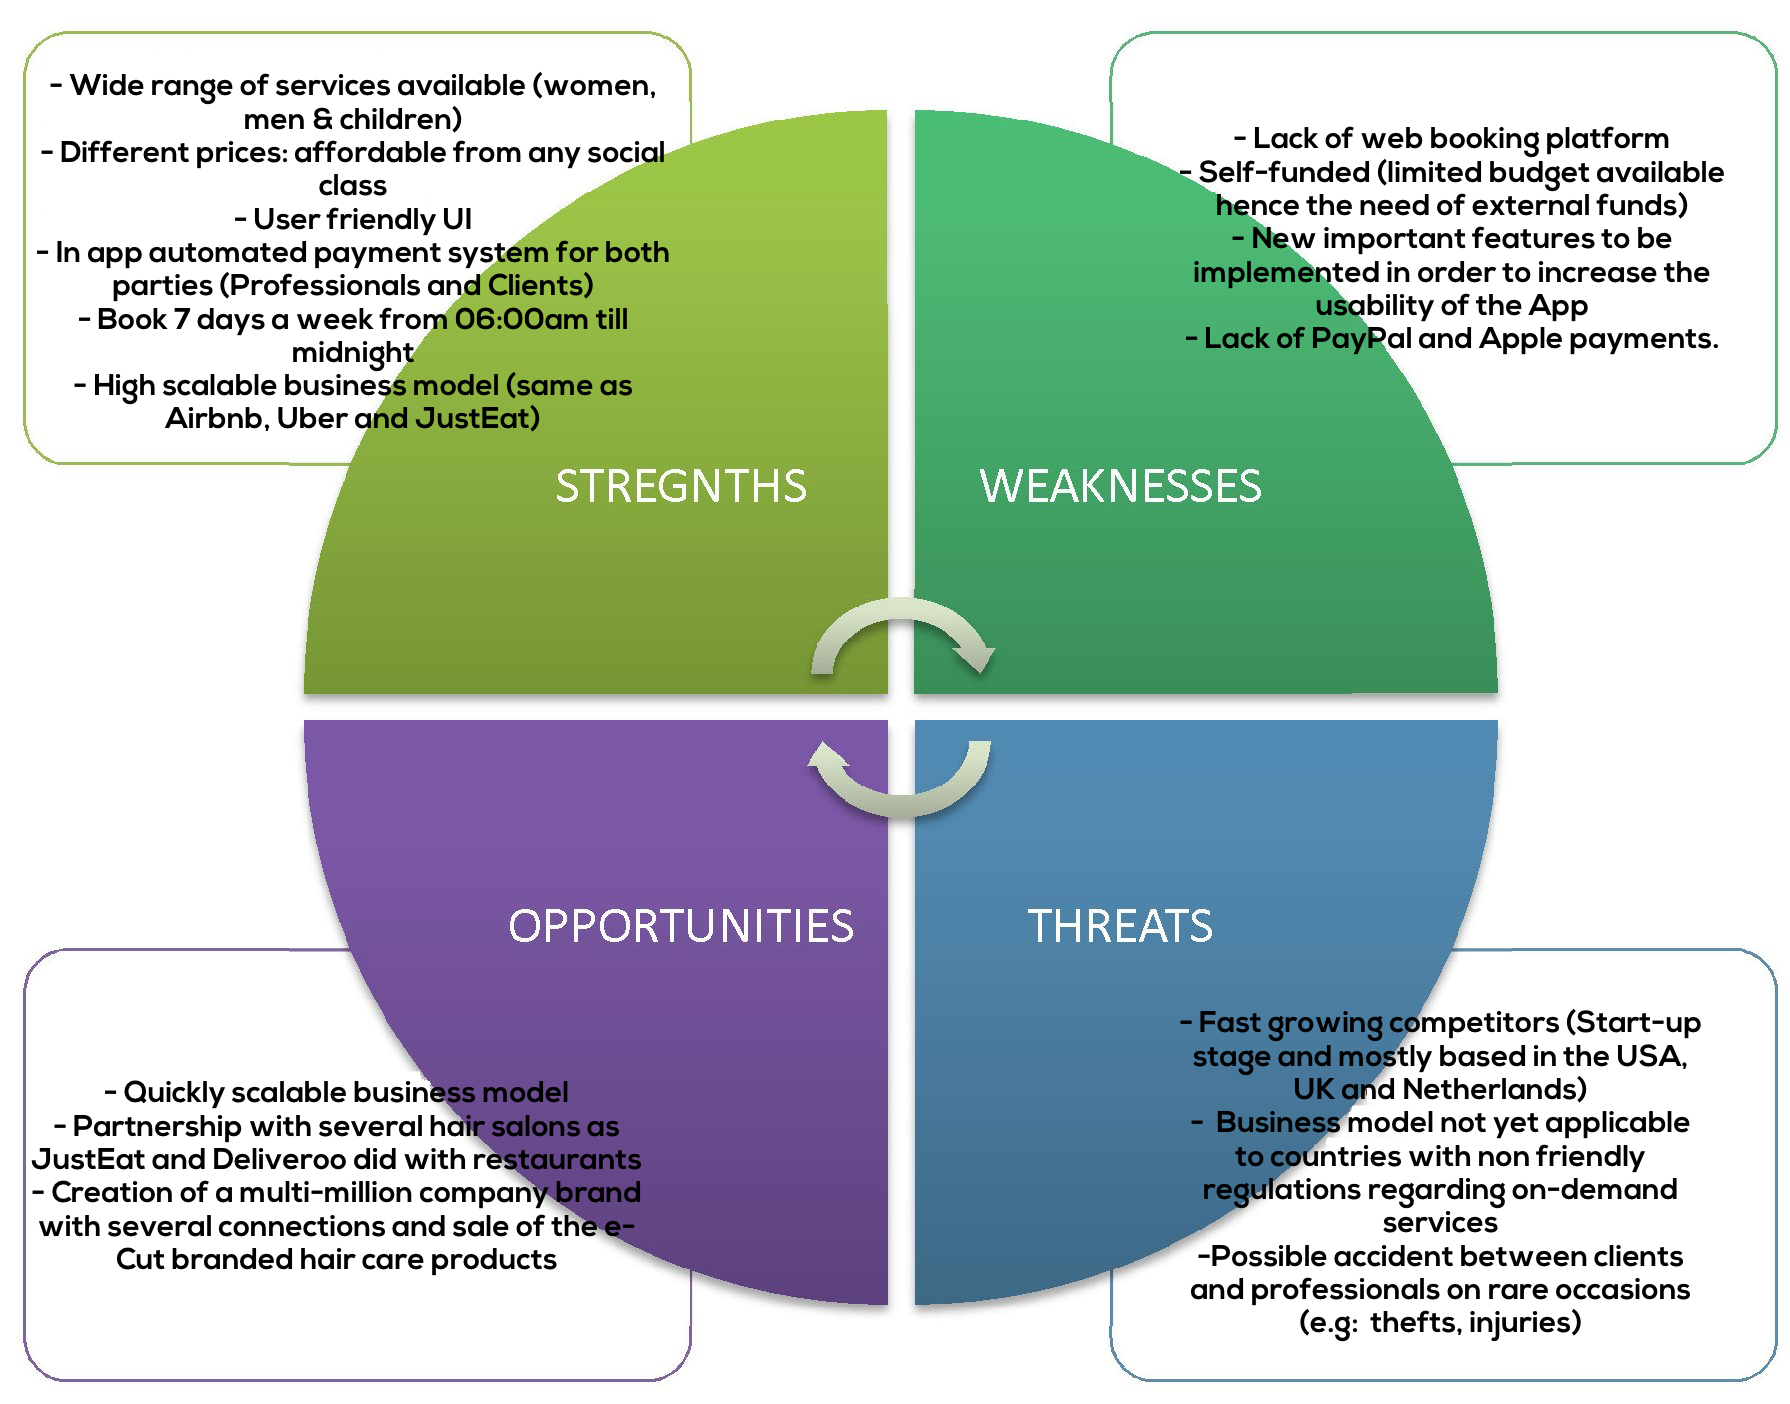 - Wide range of services available (women,
men & children)
- Different prices: affordable from any social
class
- User friendly UI
- In app automated payment system for both
parties (Professionals and Clients)
- Book 7 days a week from 06:00am till
midnight
- High scalable business model (same as
Airbnb, Uber and JustEat)
STREGNTHS
- Lack of web booking platform
- Self-funded (limited budget available
hence the need of external funds)
- New important features to be
implemented in order to increase the
usability of the App
- Lack of PayPal and Apple payments.
WEAKNESSES
OPPORTUNITIES
- Quickly scalable business model
- Partnership with several hair salons as
JustEat and Deliveroo did with restaurants
- Creation of a multi-million company brand
with several connections and sale of the e-
Cut branded hair care products
THREATS
- Fast growing competitors (Start-up
stage and mostly based in the USA,
UK and Netherlands)
- Business model not yet applicable
to countries with non friendly
regulations regarding on-demand
services
-Possible accident between clients
and professionals on rare occasions
(e.g: thefts, injuries)